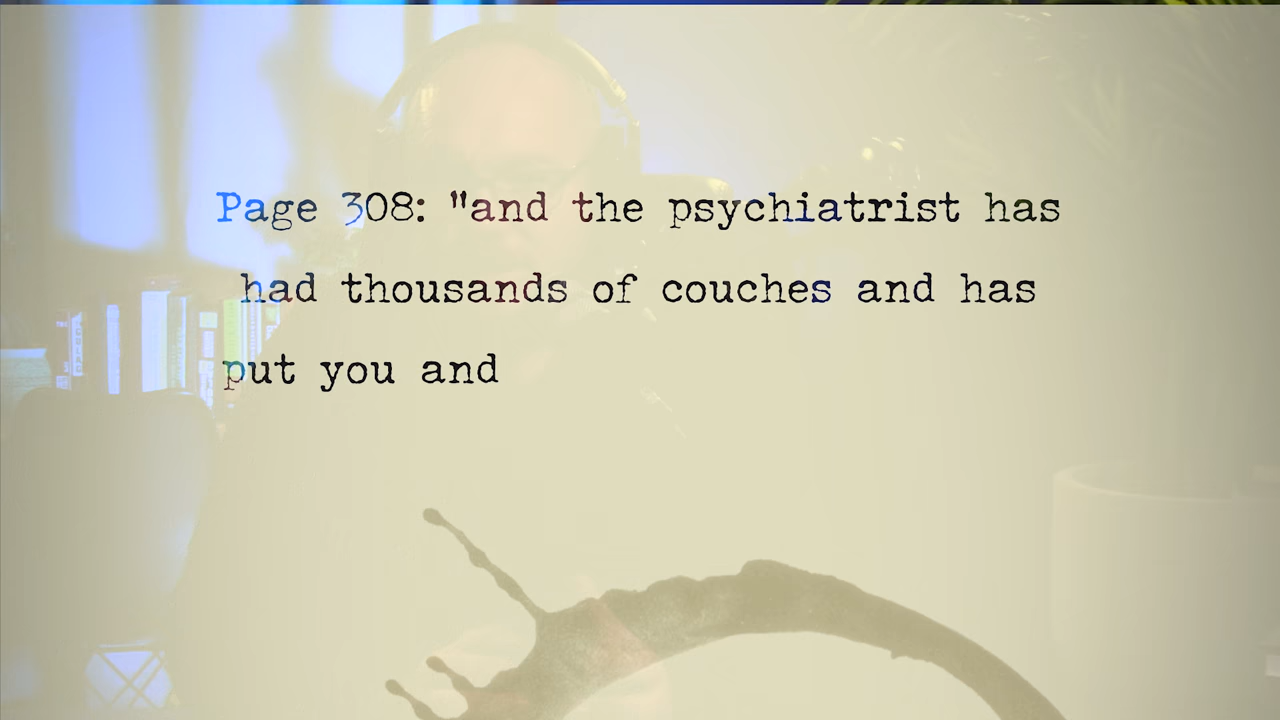 Page 308: "and the psychiatrist has
had thousands of couches and has
put you and